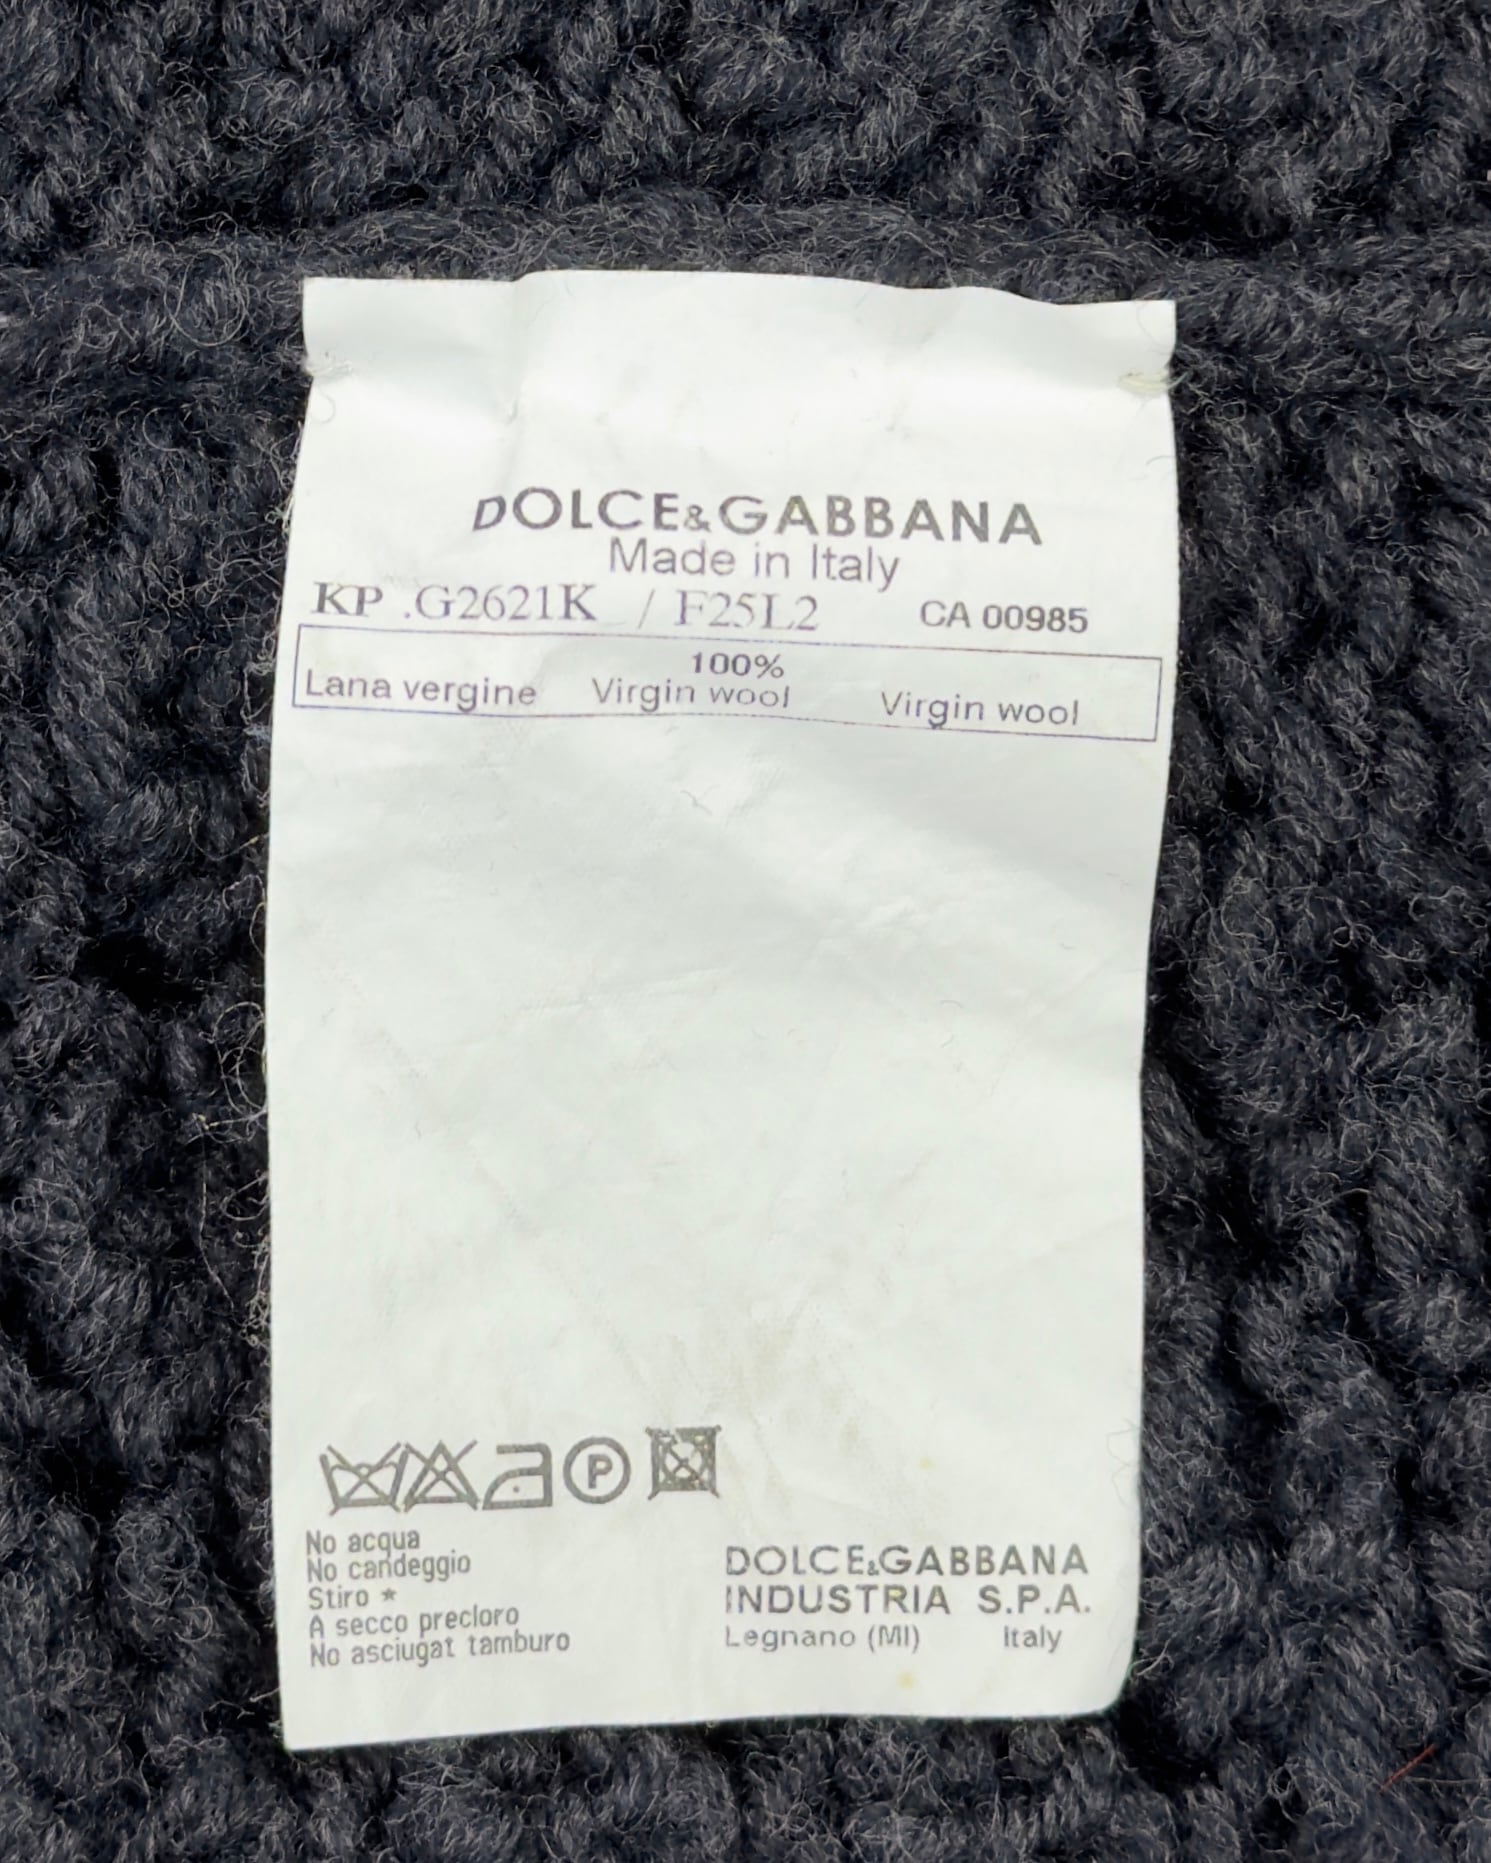 DOLCE&GABBANA
Made in Italy
KP .G2621K / F25L2 CA 00985
100%
Lana vergine Virgin wool Virgin wool
P
No acqua
No candeggio
Stiro *
A secco precloro
No asciugat tamburo
DOLCE&GABBANA
INDUSTRIA S.P.A.
Legnano (MI) Italy